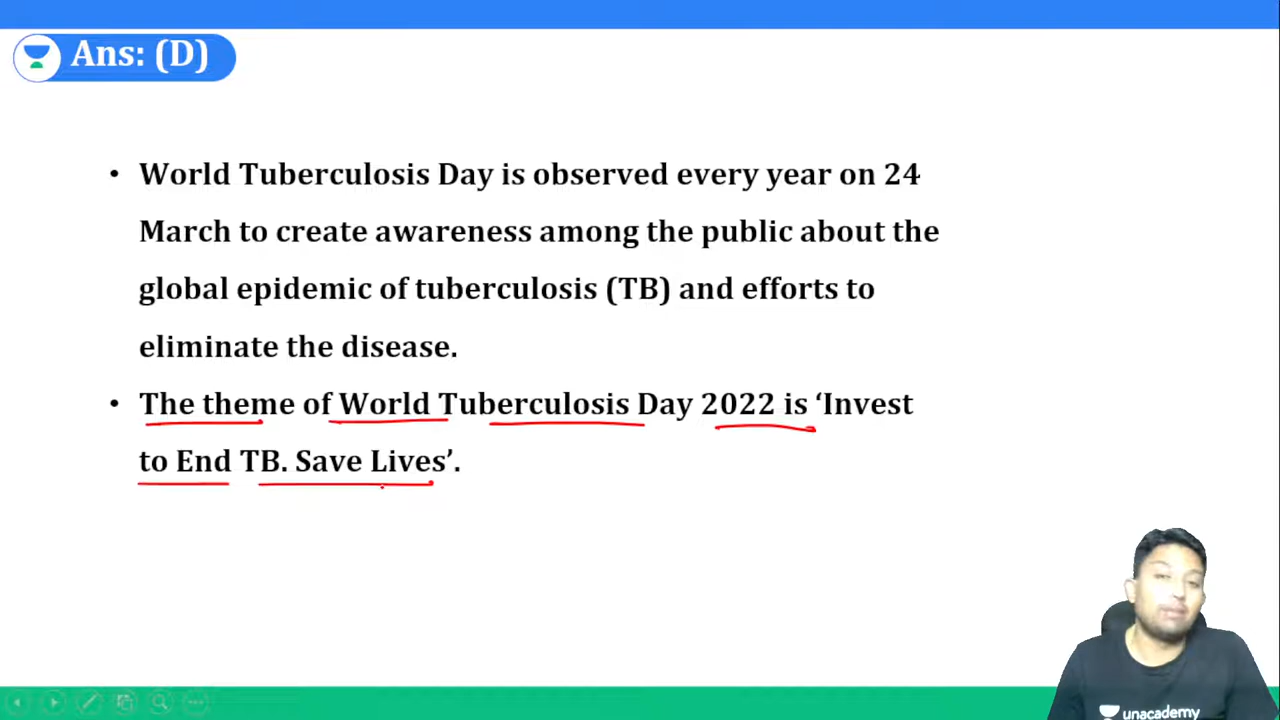 Ans: (D)
• World Tuberculosis Day is observed every year on 24
March to create awareness among the public about the
global epidemic of tuberculosis (TB) and efforts to
eliminate the disease.
• The theme of World Tuberculosis Day 2022 is ‘Invest
to End TB. Save Lives’.
unacademy